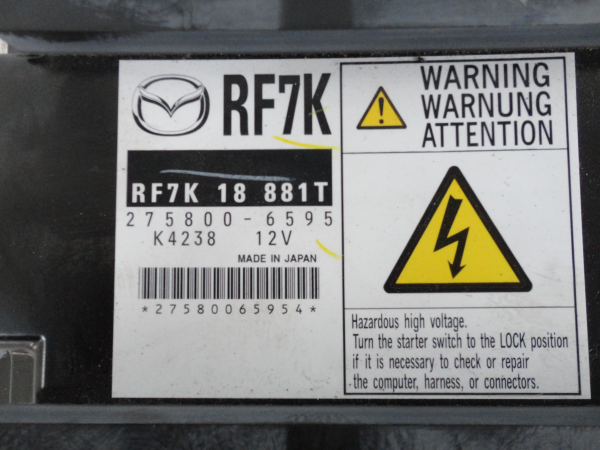 RF7K
RF7K 18 881T
275800-6595
K4238 12V
MADE IN JAPAN
*27580065954*
WARNING
WARNUNG
ATTENTION
Hazardous high voltage.
Turn the starter switch to the LOCK position
if it is necessary to check or repair
the computer, harness, or connectors.